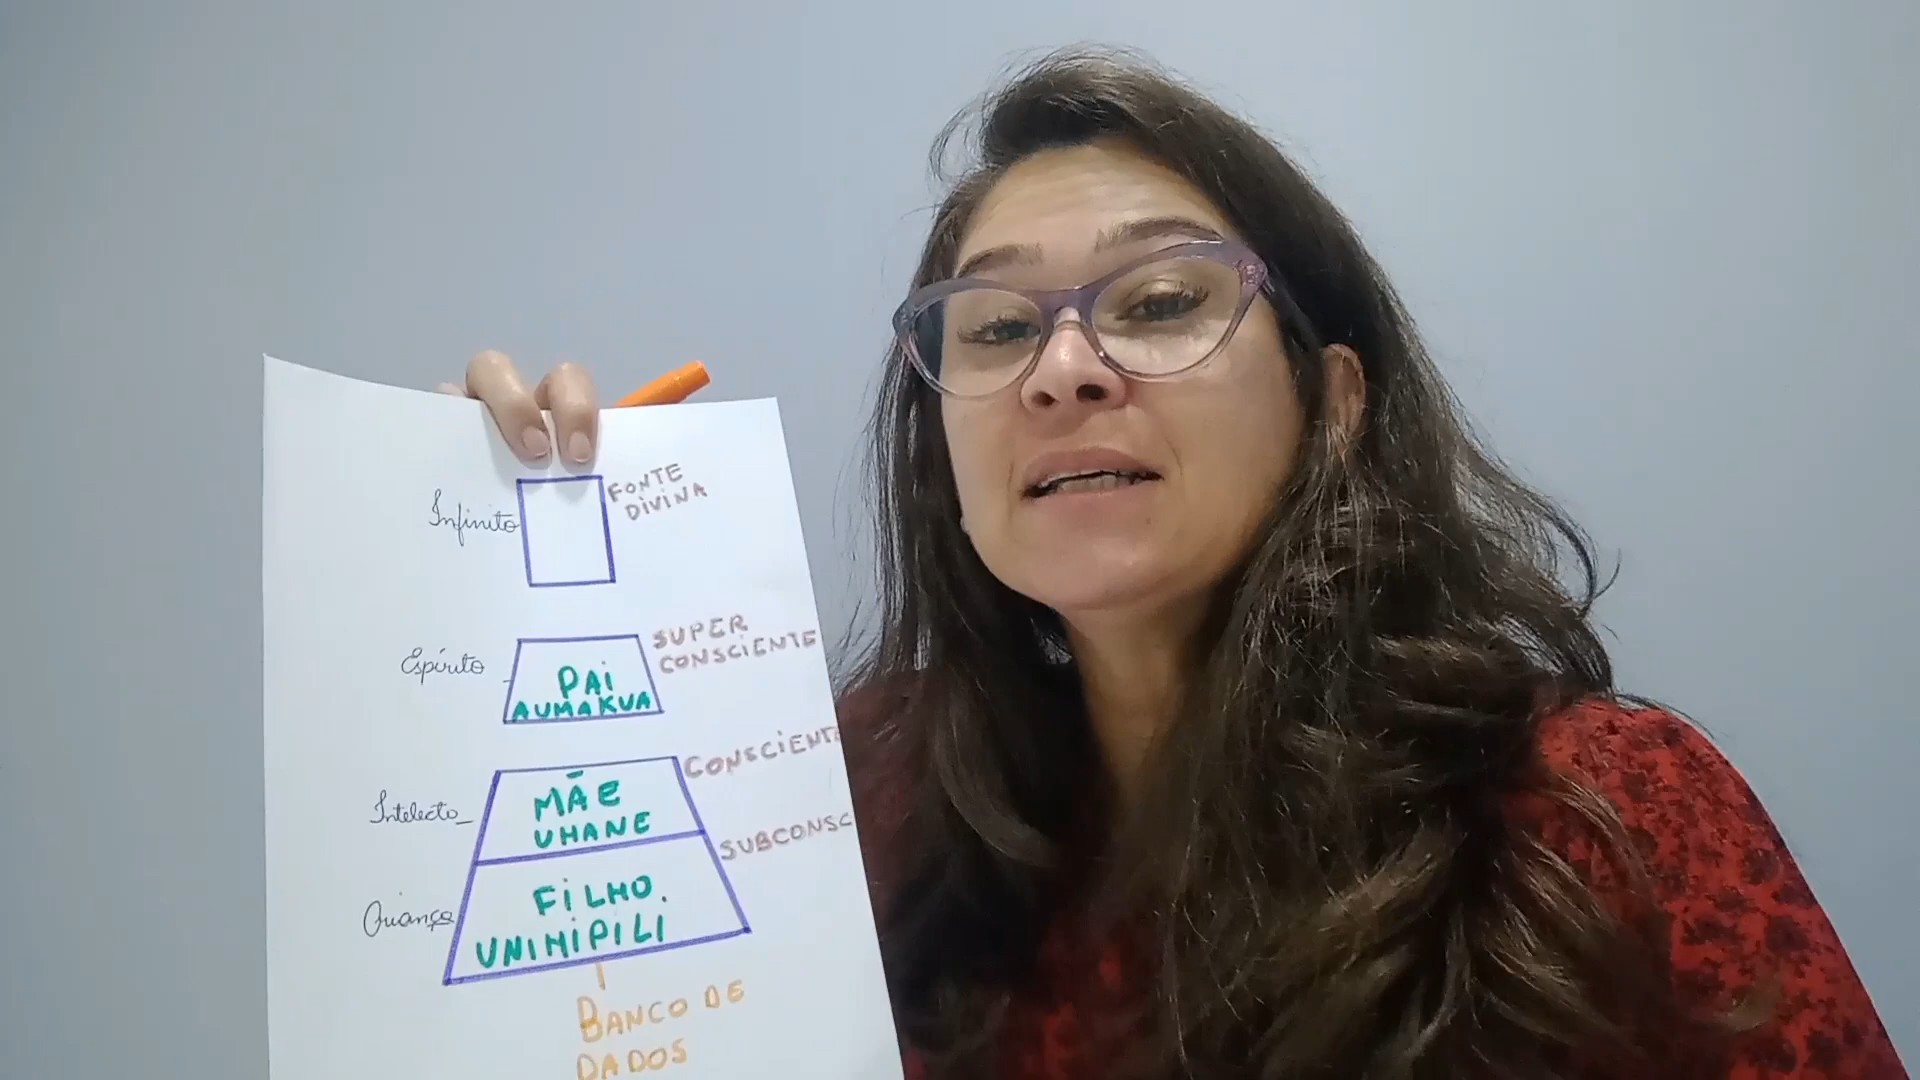 Infinito
FONTE
DIVINA
Espírito
SUPER
CONSCIENTE
PAI
AUMAKUA
CONSCIENTE
Intelecto
MÃE
UHANE
SUBCONSC
Criança
FILHO.
UNIHIPILI
BANCO DE
DADOS